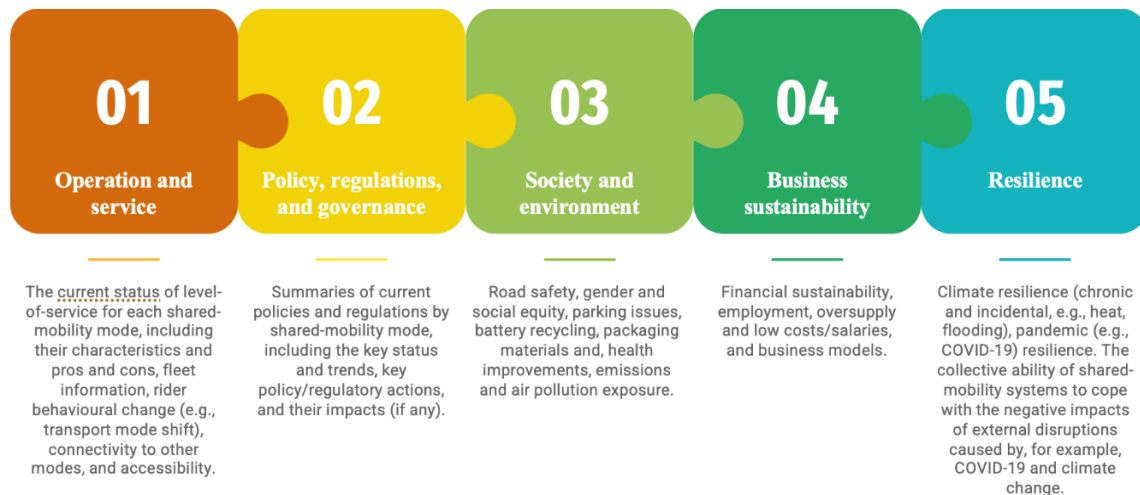 01
Operation and
service
The current status of level-
of-service for each shared-
mobility mode, including
their characteristics and
pros and cons, fleet
information, rider
behavioural change (e.g.,
transport mode shift),
connectivity to other
modes, and accessibility.
02
Policy, regulations,
and governance
Summaries of current
policies and regulations by
shared-mobility mode,
including the key status
and trends, key
policy/regulatory actions,
and their impacts (if any).
03
Society and
environment
Road safety, gender and
social equity, parking issues,
battery recycling, packaging
materials and, health
improvements, emissions
and air pollution exposure.
04
Business
sustainability
Financial sustainability,
employment, oversupply
and low costs/salaries,
and business models.
05
Resilience
Climate resilience (chronic
and incidental, e.g., heat,
flooding), pandemic (e.g.,
COVID-19) resilience. The
collective ability of shared-
mobility systems to cope
with the negative impacts
of external disruptions
caused by, for example,
COVID-19 and climate
change.